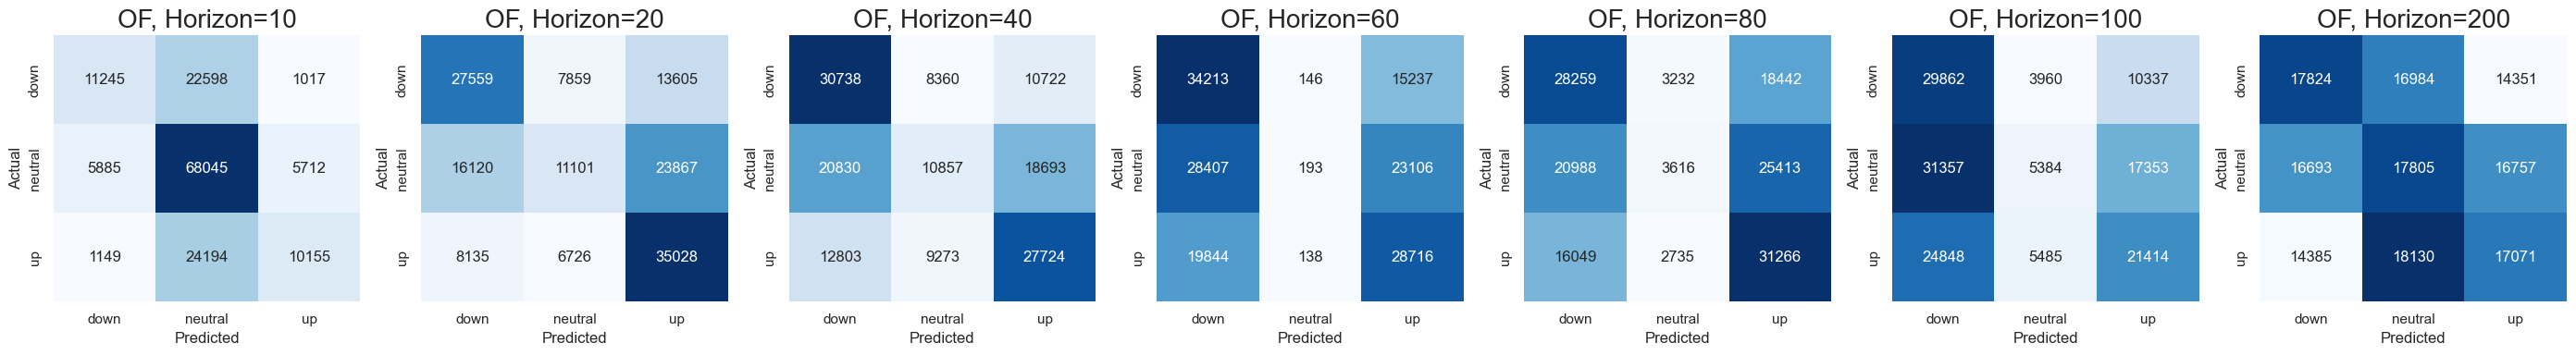 OF, Horizon=10
Actual
down 11245 22598 1017
neutral 5885 68045 5712
up 1149 24194 10155
down neutral up
Predicted
OF, Horizon=20
Actual
down 27559 7859 13605
neutral 16120 11101 23867
up 8135 6726 35028
down neutral up
Predicted
OF, Horizon=40
Actual
down 30738 8360 10722
neutral 20830 10857 18693
up 12803 9273 27724
down neutral up
Predicted
OF, Horizon=60
Actual
down 34213 146 15237
neutral 28407 193 23106
up 19844 138 28716
down neutral up
Predicted
OF, Horizon=80
Actual
down 28259 3232 18442
neutral 20988 3616 25413
up 16049 2735 31266
down neutral up
Predicted
OF, Horizon=100
Actual
down 29862 3960 10337
neutral 31357 5384 17353
up 24848 5485 21414
down neutral up
Predicted
OF, Horizon=200
Actual
down 17824 16984 14351
neutral 16693 17805 16757
up 14385 18130 17071
down neutral up
Predicted